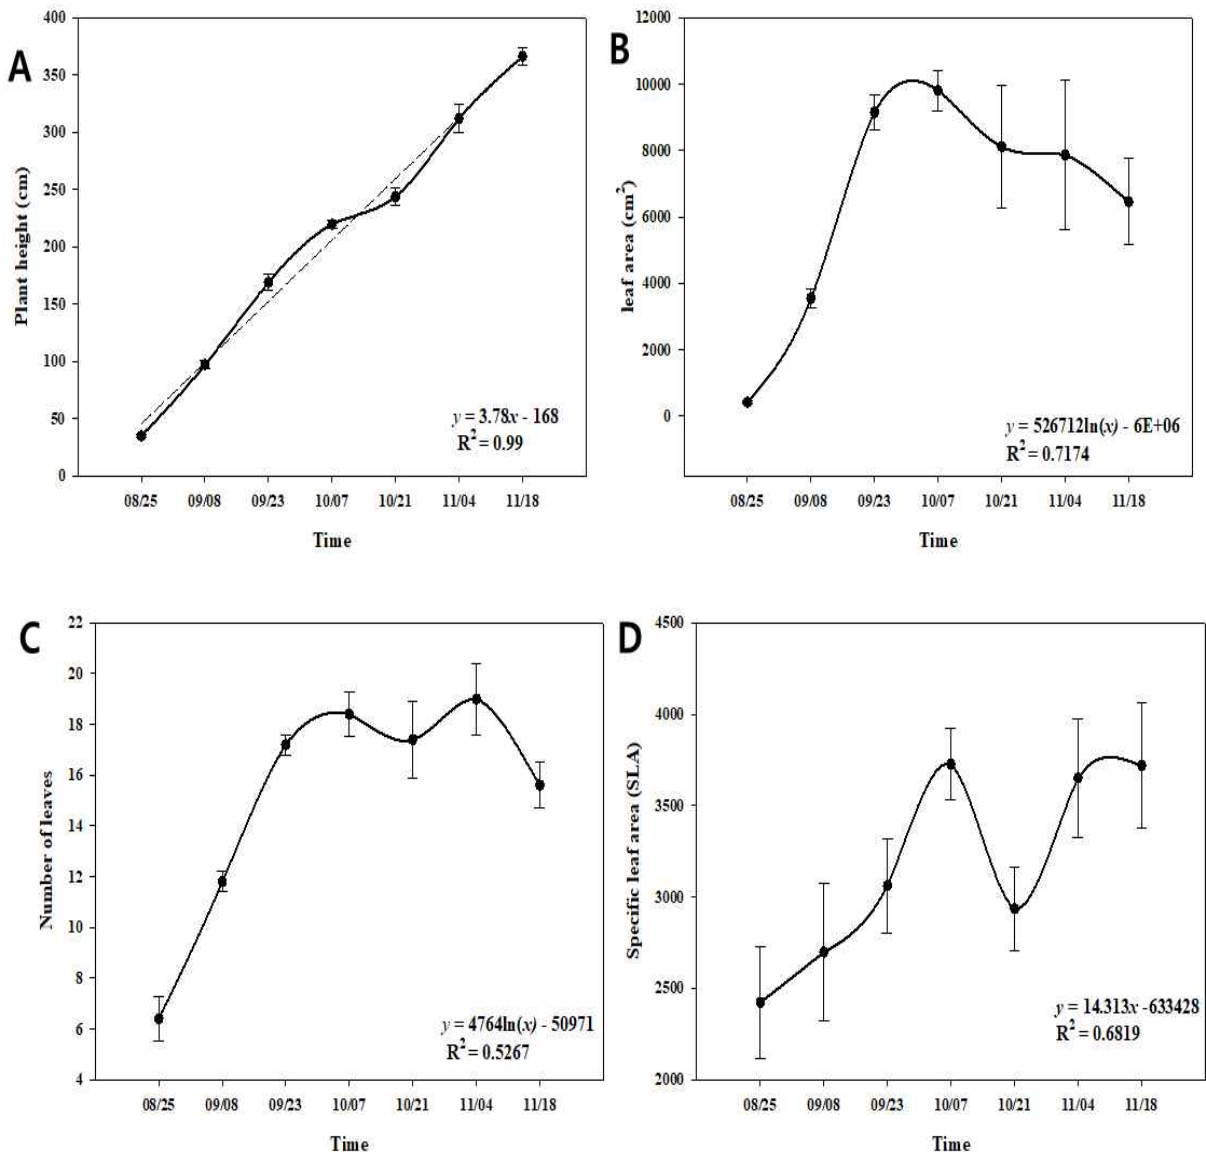 A
400
350
300
250
200
150
100
50
0
Plant height (cm)
y = 3.78x - 168
R² = 0.99
08/25 09/08 09/23 10/07 10/21 11/04 11/18
Time
B
12000
10000
8000
6000
4000
2000
0
leaf area (cm²)
y = 526712ln(x) - 6E+06
R² = 0.7174
08/25 09/08 09/23 10/07 10/21 11/04 11/18
Time
C
22
20
18
16
14
12
10
8
6
4
Number of leaves
y = 4764ln(x) - 50971
R² = 0.5267
08/25 09/08 09/23 10/07 10/21 11/04 11/18
Time
D
4500
4000
3500
3000
2500
2000
Specific leaf area (SLA)
y = 14.313x -633428
R² = 0.6819
08/25 09/08 09/23 10/07 10/21 11/04 11/18
Time